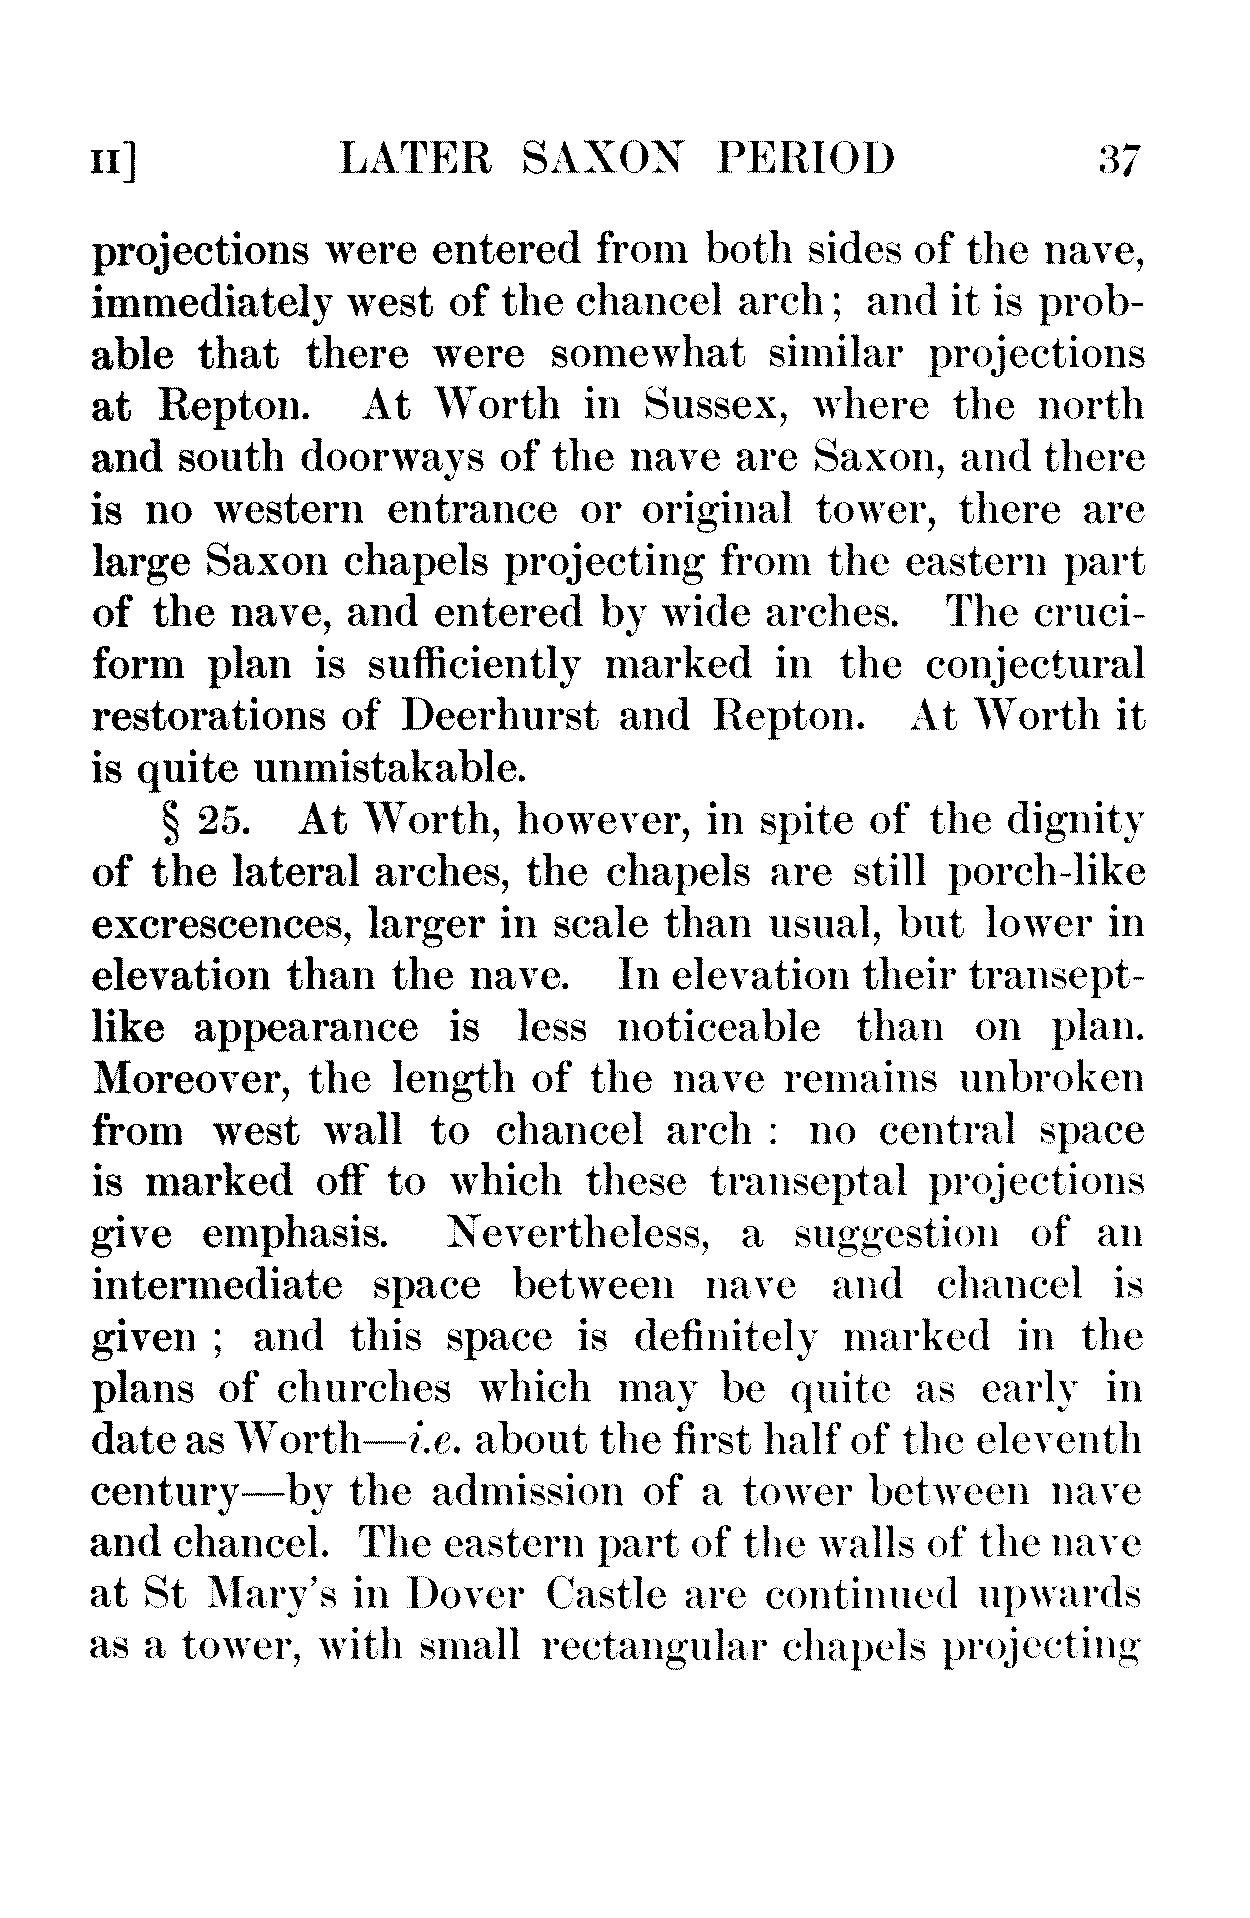 II] LATER SAXON PERIOD 37
projections were entered from both sides of the nave,
immediately west of the chancel arch; and it is prob-
able that there were somewhat similar projections
at Repton. At Worth in Sussex, where the north
and south doorways of the nave are Saxon, and there
is no western entrance or original tower, there are
large Saxon chapels projecting from the eastern part
of the nave, and entered by wide arches. The cruci-
form plan is sufficiently marked in the conjectural
restorations of Deerhurst and Repton. At Worth it
is quite unmistakable.
§ 25. At Worth, however, in spite of the dignity
of the lateral arches, the chapels are still porch-like
excrescences, larger in scale than usual, but lower in
elevation than the nave. In elevation their transept-
like appearance is less noticeable than on plan.
Moreover, the length of the nave remains unbroken
from west wall to chancel arch : no central space
is marked off to which these transeptal projections
give emphasis. Nevertheless, a suggestion of an
intermediate space between nave and chancel is
given ; and this space is definitely marked in the
plans of churches which may be quite as early in
date as Worth—i.e. about the first half of the eleventh
century—by the admission of a tower between nave
and chancel. The eastern part of the walls of the nave
at St Mary's in Dover Castle are continued upwards
as a tower, with small rectangular chapels projecting